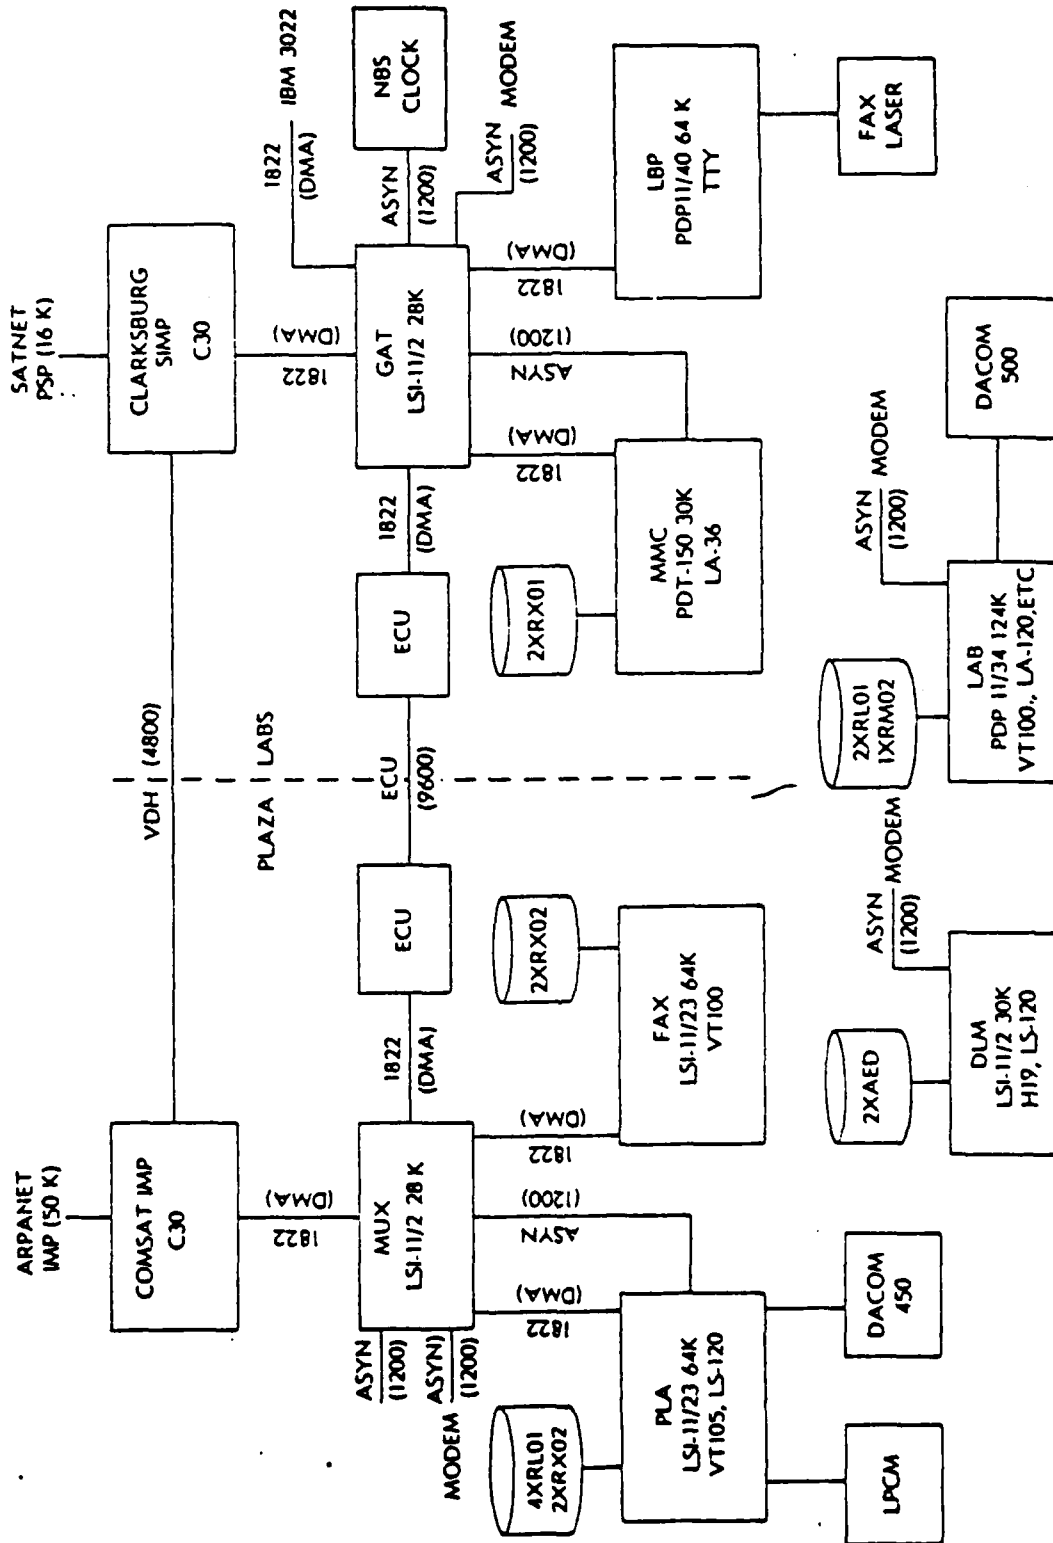 ARPANET
IMP (50 K)
SATNET
PSP (16 K)
COMSAT IMP
C30
VDH (4800)
CLARKSBURG
SIMP
C30
PLAZA
LABS
1822
(DMA)
1822
(DMA)
1822
(DMA)
IBM 3022
ASYN
(1200)
ASYN)
(1200)
MODEM
MUX
LSI-11/2 28 K
1822
(DMA)
ECU
ECU
(9600)
ECU
1822
(DMA)
GAT
LSI-11/2 28K
ASYN
(1200)
NBS
CLOCK
ASYN
(1200)
MODEM
1822
(DMA)
ASYN
(1200)
1822
(DMA)
1822
(DMA)
ASYN
(1200)
1822
(DMA)
4XRL01
2XRX02
2XRX02
2XRX01
PLA
LSI-11/23 64K
VT105, LS-120
FAX
LSI-11/23 64K
VT100
MMC
PDT-150 30K
LA-36
LBP
PDP11/40 64 K
TTY
LPCM
DACOM
450
2XAED
ASYN
(1200)
MODEM
2XRL01
1XRM02
ASYN
(1200)
MODEM
FAX
LASER
DLM
LSI-11/2 30K
H19, LS-120
LAB
PDP 11/34 124K
VT100,, LA-120,ETC
DACOM
500